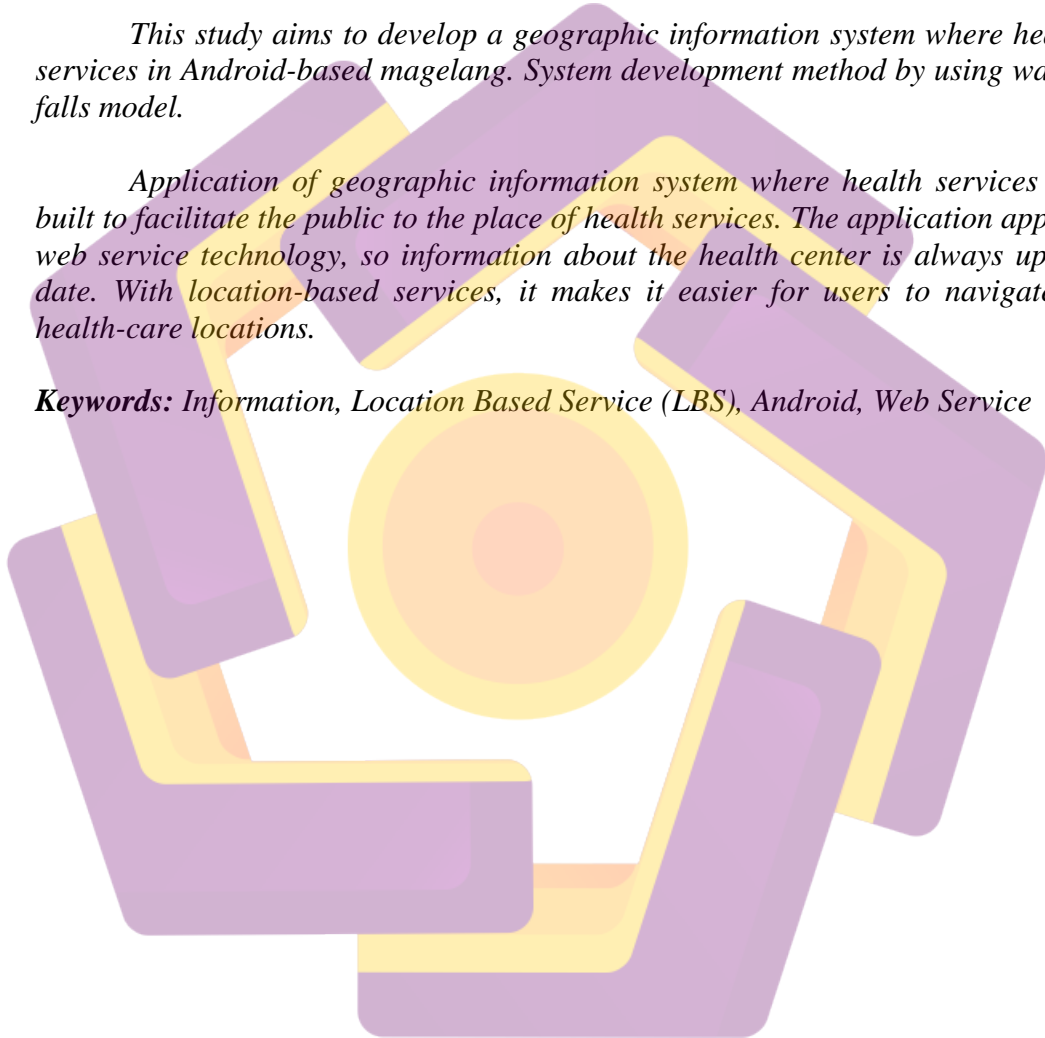 This study aims to develop a geographic information system where hea
services in Android-based magelang. System development method by using wa
falls model.
Application of geographic information system where health services
built to facilitate the public to the place of health services. The application app
web service technology, so information about the health center is always up
date. With location-based services, it makes it easier for users to navigate
health-care locations.
Keywords: Information, Location Based Service (LBS), Android, Web Service